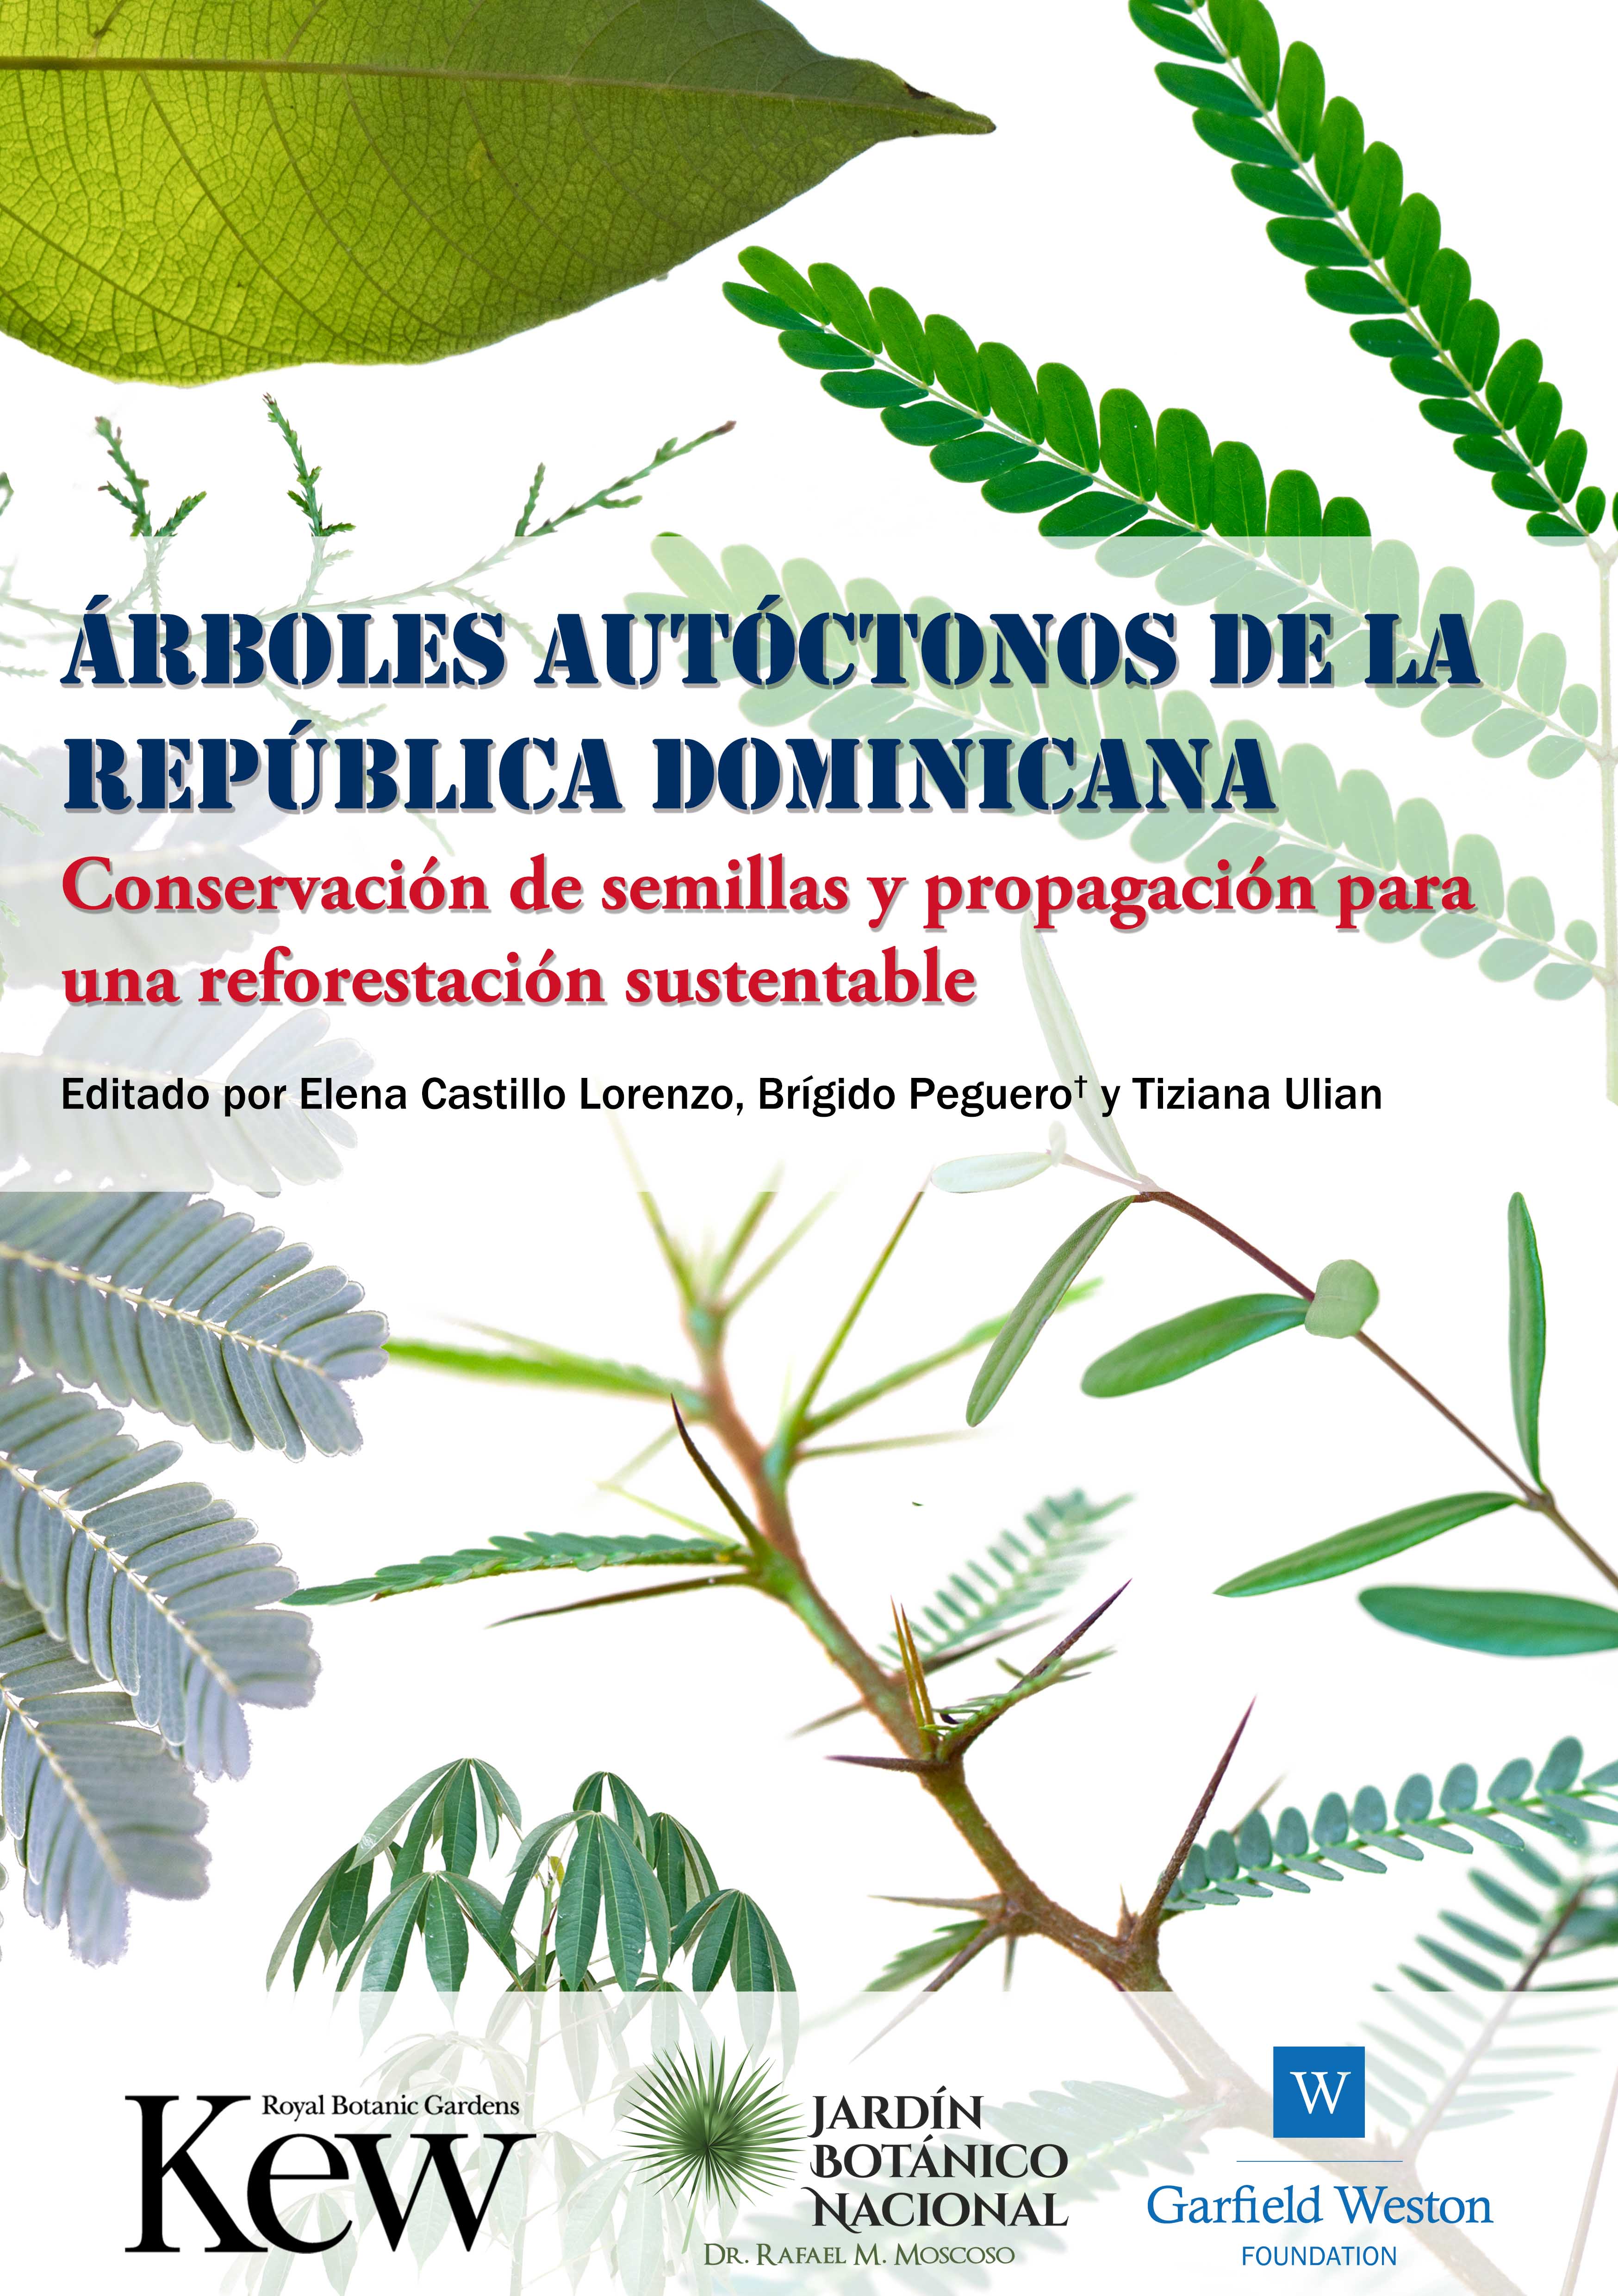 ÁRBOLES AUTÓCTONOS DE LA
REPÚBLICA DOMINICANA
Conservación de semillas y propagación para
una reforestación sustentable
Editado por Elena Castillo Lorenzo, Brígido Peguero† y Tiziana Ulian
Royal Botanic Gardens
Kew
JARDÍN
BOTÁNICO
NACIONAL
DR. RAFAEL M. MOSCOSO
W
Garfield Weston
FOUNDATION